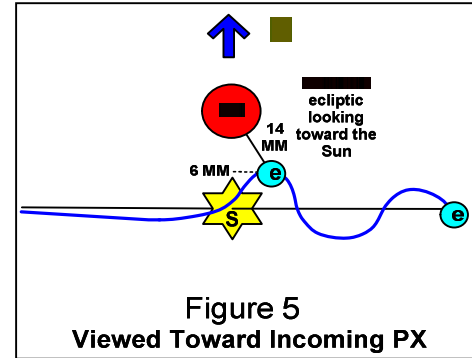 ecliptic
looking
toward the
Sun
14
MM
6 MM
e
S
e
Figure 5
Viewed Toward Incoming PX